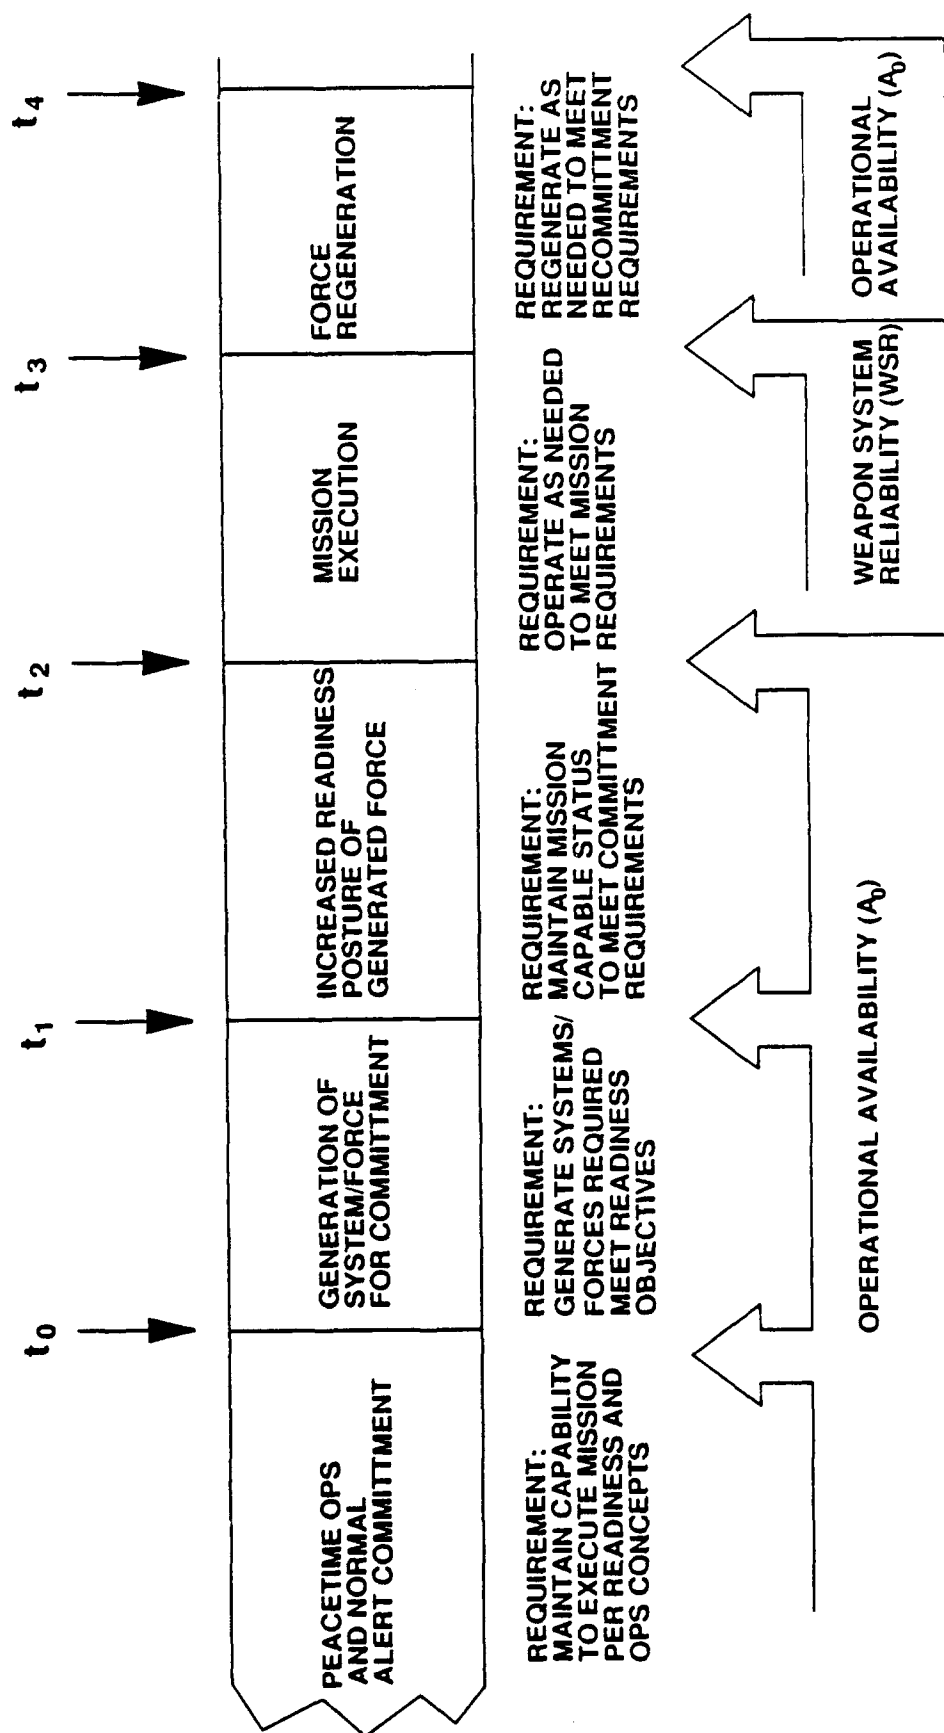 t0
t1
t2
t3
t4
PEACETIME OPS
AND NORMAL
ALERT COMMITTMENT
GENERATION OF
SYSTEM/FORCE
FOR COMMITTMENT
INCREASED READINESS
POSTURE OF
GENERATED FORCE
MISSION
EXECUTION
FORCE
REGENERATION
REQUIREMENT:
MAINTAIN CAPABILITY
TO EXECUTE MISSION
PER READINESS AND
OPS CONCEPTS
REQUIREMENT:
GENERATE SYSTEMS/
FORCES REQUIRED
MEET READINESS
OBJECTIVES
REQUIREMENT:
MAINTAIN MISSION
CAPABLE STATUS
TO MEET COMMITTMENT
REQUIREMENTS
REQUIREMENT:
OPERATE AS NEEDED
TO MEET MISSION
REQUIREMENTS
REQUIREMENT:
REGENERATE AS
NEEDED TO MEET
RECOMMITTMENT
REQUIREMENTS
OPERATIONAL AVAILABILITY (A0)
WEAPON SYSTEM
RELIABILITY (WSR)
OPERATIONAL
AVAILABILITY (A0)